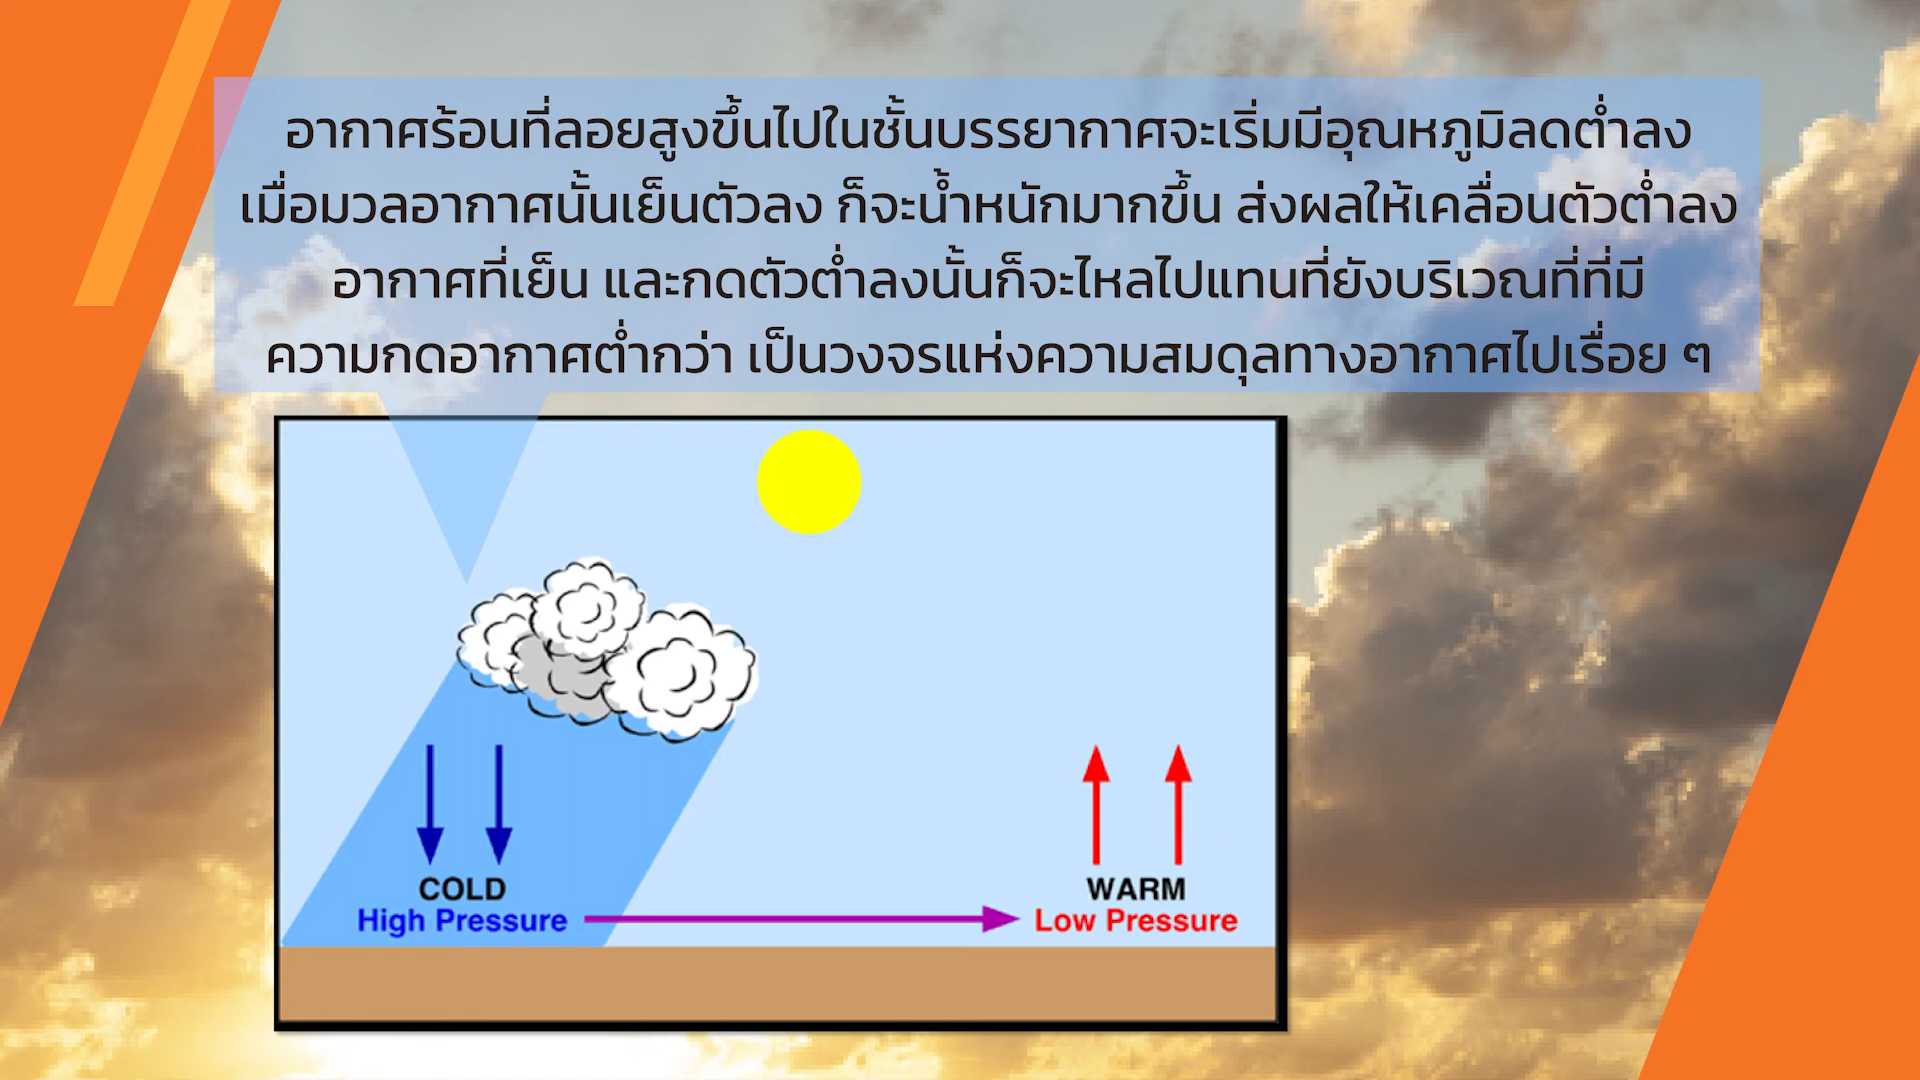 อากาศร้อนที่ลอยสูงขึ้นไปในชั้นบรรยากาศจะเริ่มมีอุณหภูมิลดต่ำลง
เมื่อมวลอากาศนั้นเย็นตัวลง ก็จะน้ำหนักมากขึ้น ส่งผลให้เคลื่อนตัวต่ำลง
อากาศที่เย็น และกดตัวต่ำลงนั้นก็จะไหลไปแทนที่ยังบริเวณที่ที่มี
ความกดอากาศต่ำกว่า เป็นวงจรแห่งความสมดุลทางอากาศไปเรื่อย ๆ
COLD
High Pressure
WARM
Low Pressure